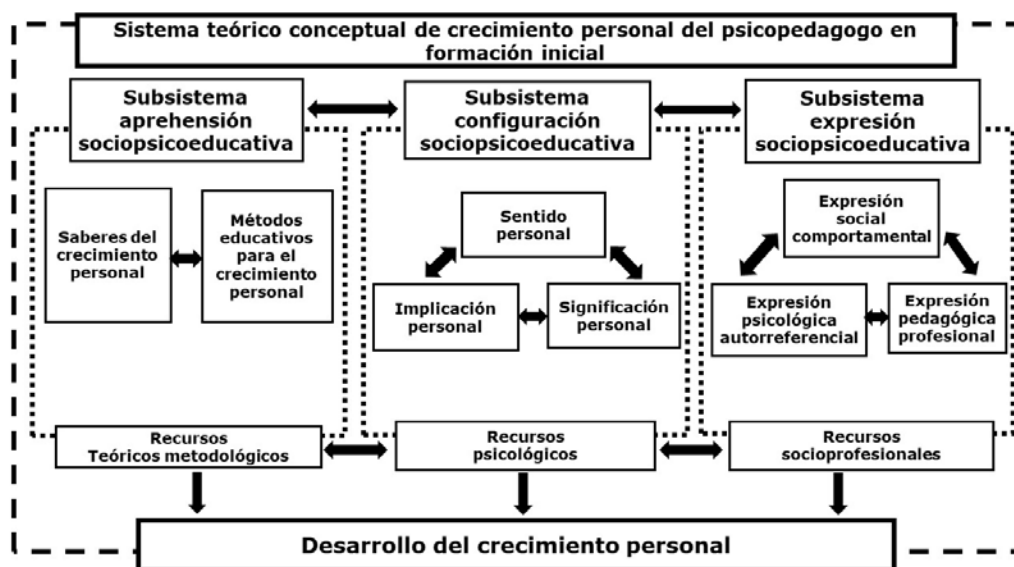 Sistema teórico conceptual de crecimiento personal del psicopedagogo en
formación inicial
Subsistema
aprehensión
sociopsicoeducativa
Subsistema
configuración
sociopsicoeducativa
Subsistema
expresión
sociopsicoeducativa
Saberes del
crecimiento
personal
Métodos
educativos
para el
crecimiento
personal
Sentido
personal
Implicación
personal
Significación
personal
Expresión
social
comportamental
Expresión
psicológica
autorreferencial
Expresión
pedagógica
profesional
Recursos
Teóricos metodológicos
Recursos
psicológicos
Recursos
socioprofesionales
Desarrollo del crecimiento personal